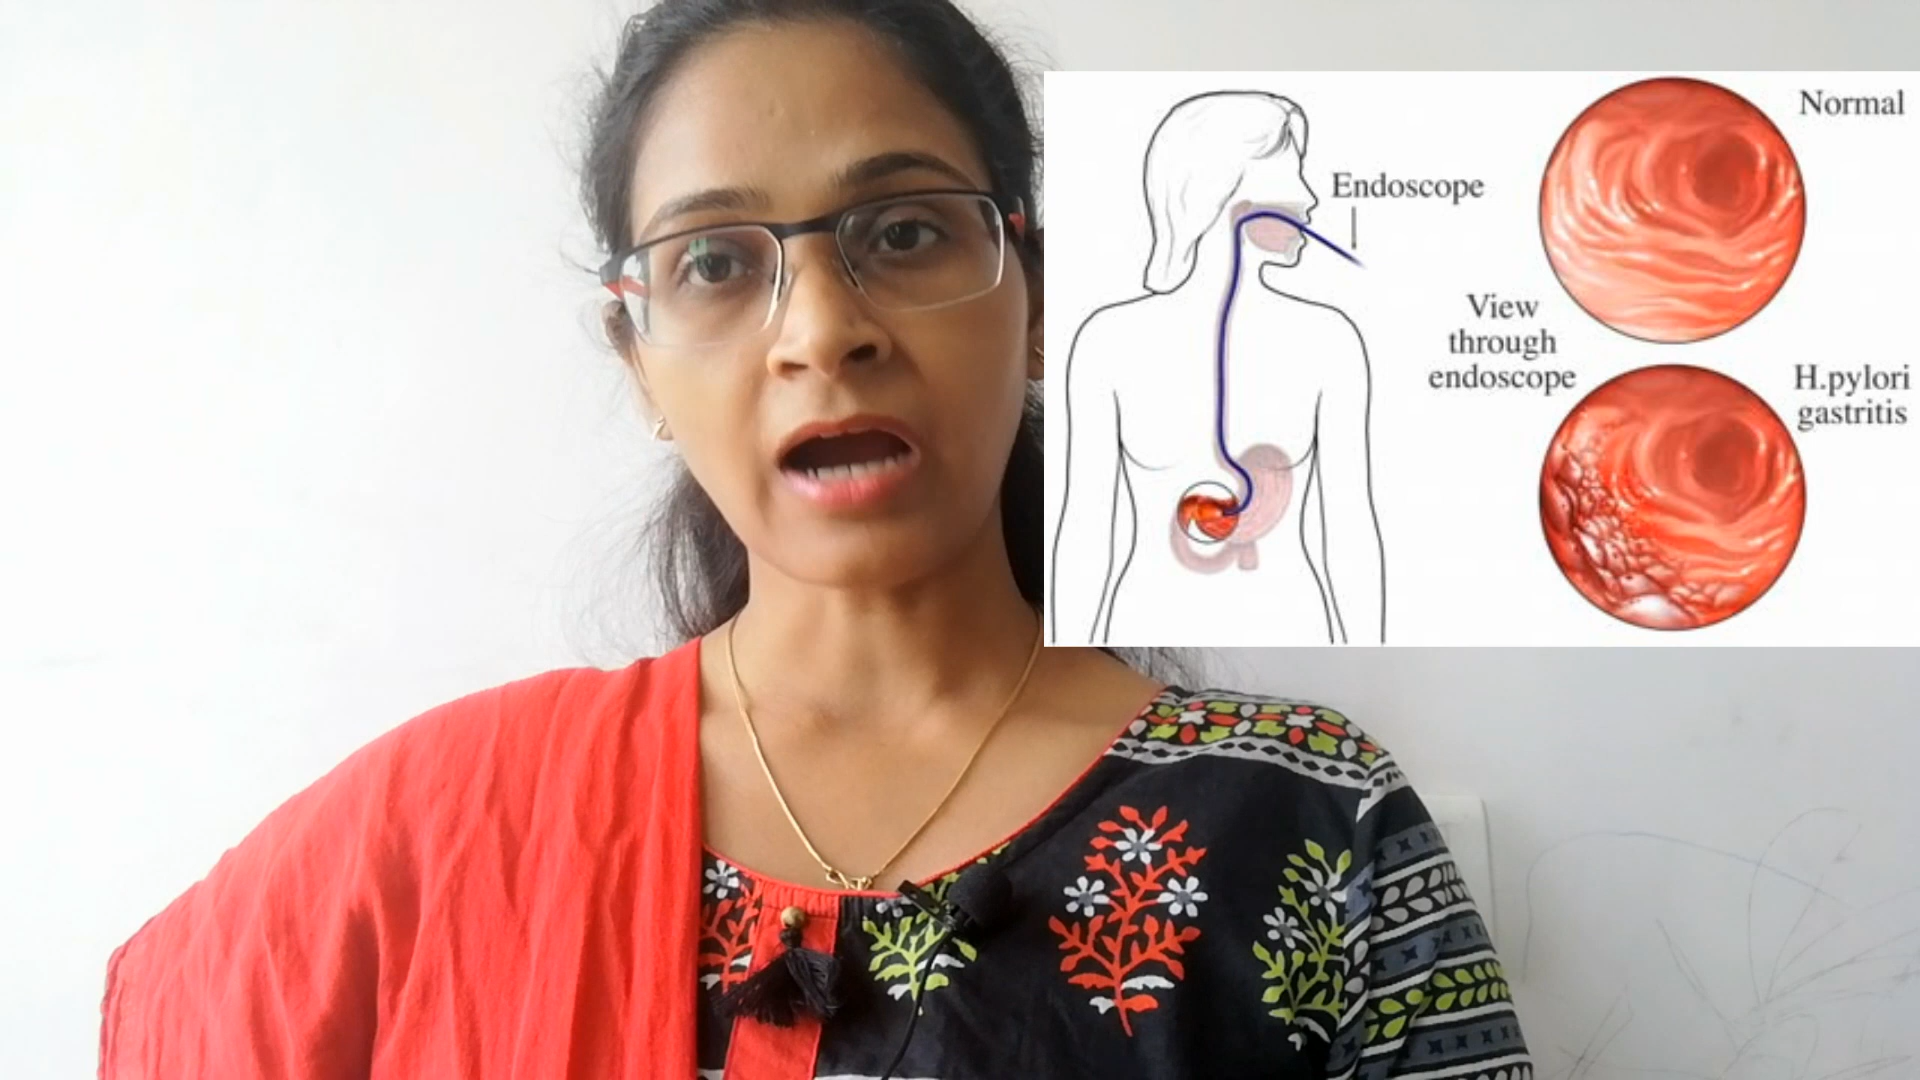 Normal
Endoscope
View
through
endoscope
H.pylori
gastritis